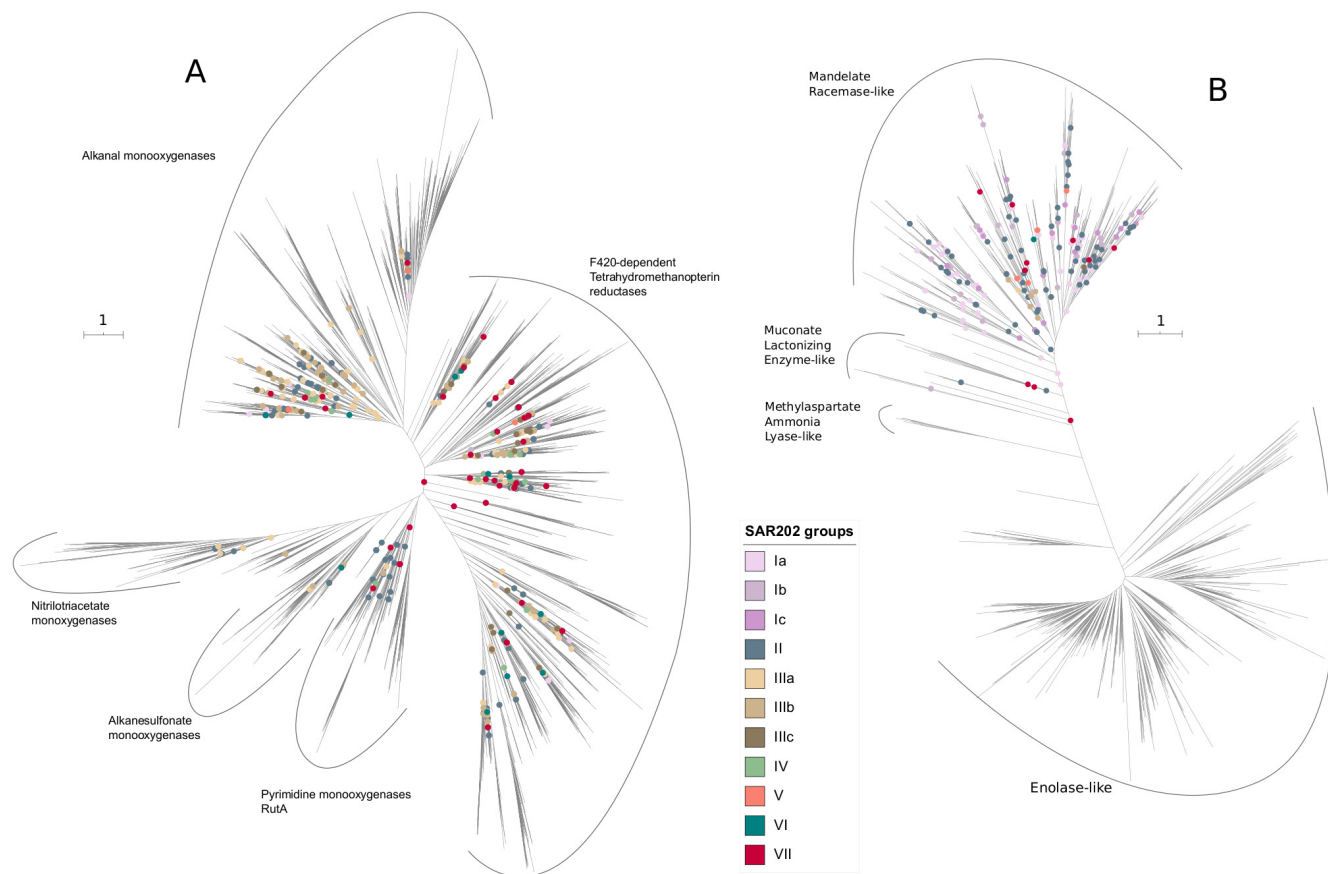 A
Alkanal monooxygenases
F420-dependent
Tetrahydromethanopterin
reductases
1
Nitrilotriacetate
monooxygenases
Alkanesulfonate
monooxygenases
Pyrimidine monooxygenases
RutA
B
Mandelate
Racemase-like
1
Muconate
Lactonizing
Enzyme-like
Methylaspartate
Ammonia
Lyase-like
Enolase-like
SAR202 groups
Ia
Ib
Ic
II
IIIa
IIIb
IIIc
IV
V
VI
VII